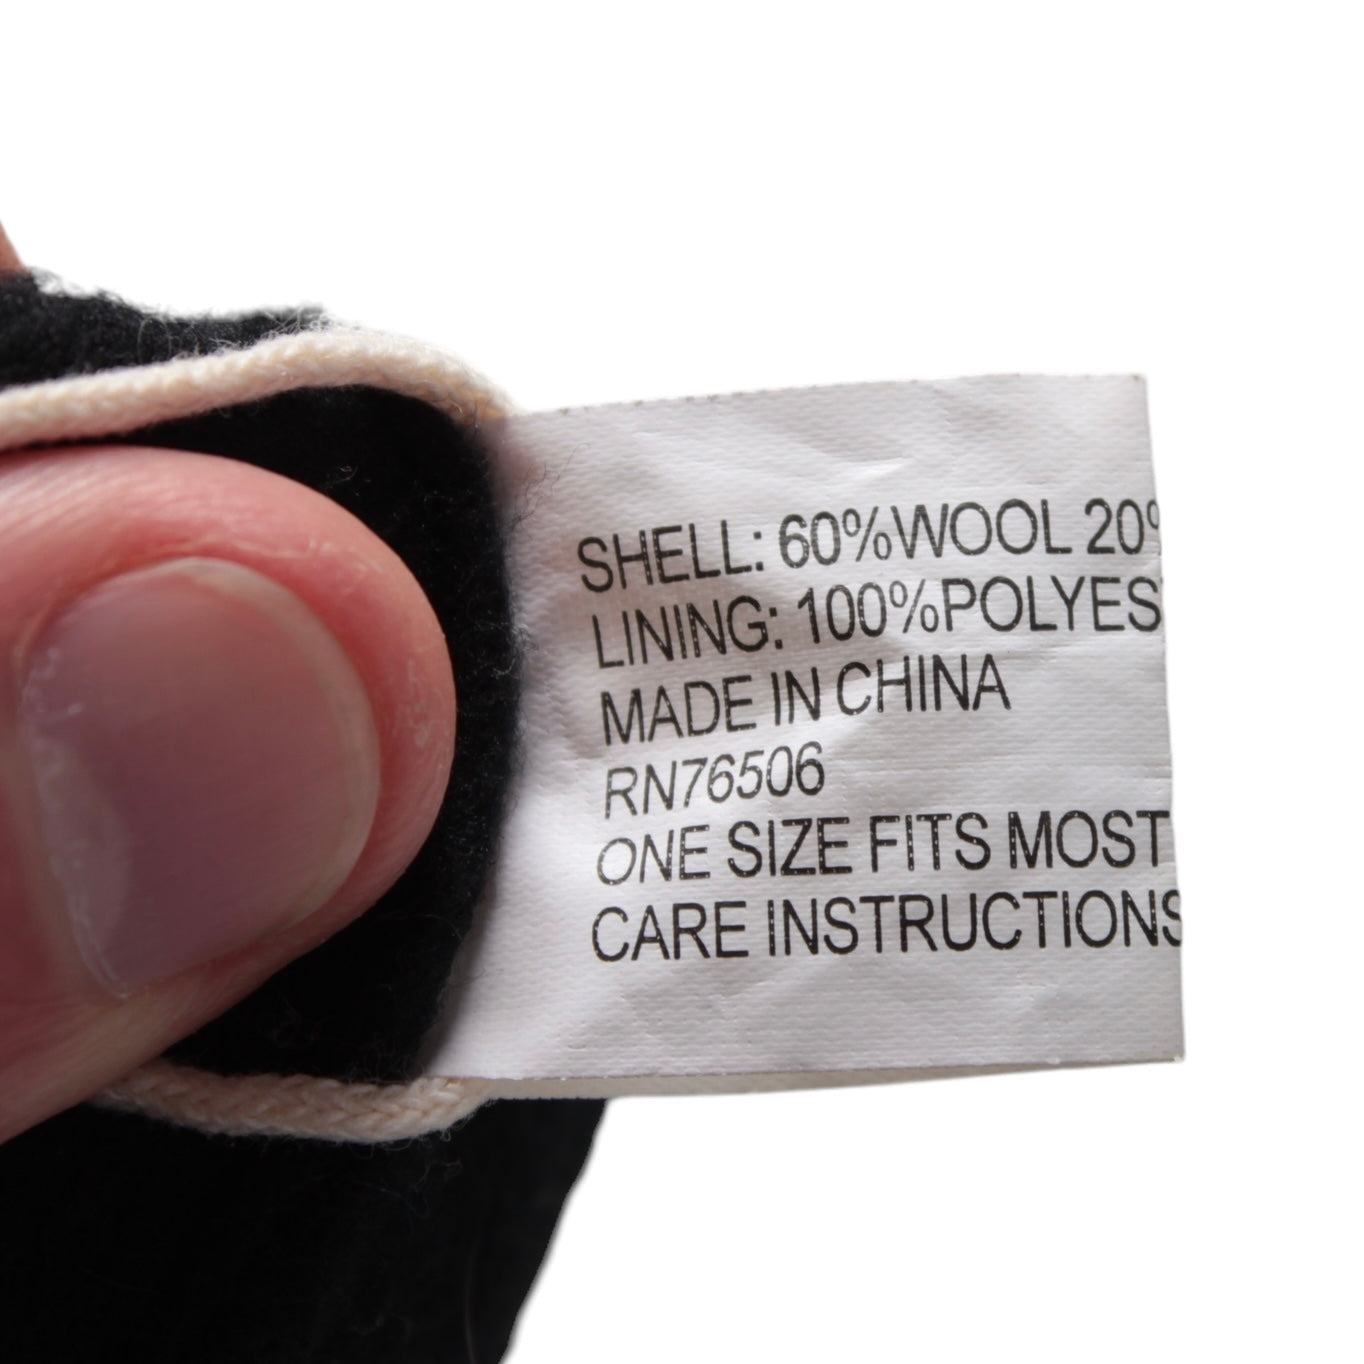 SHELL: 60%WOOL 20%
LINING: 100%POLYES
MADE IN CHINA
RN76506
ONE SIZE FITS MOST
CARE INSTRUCTIONS